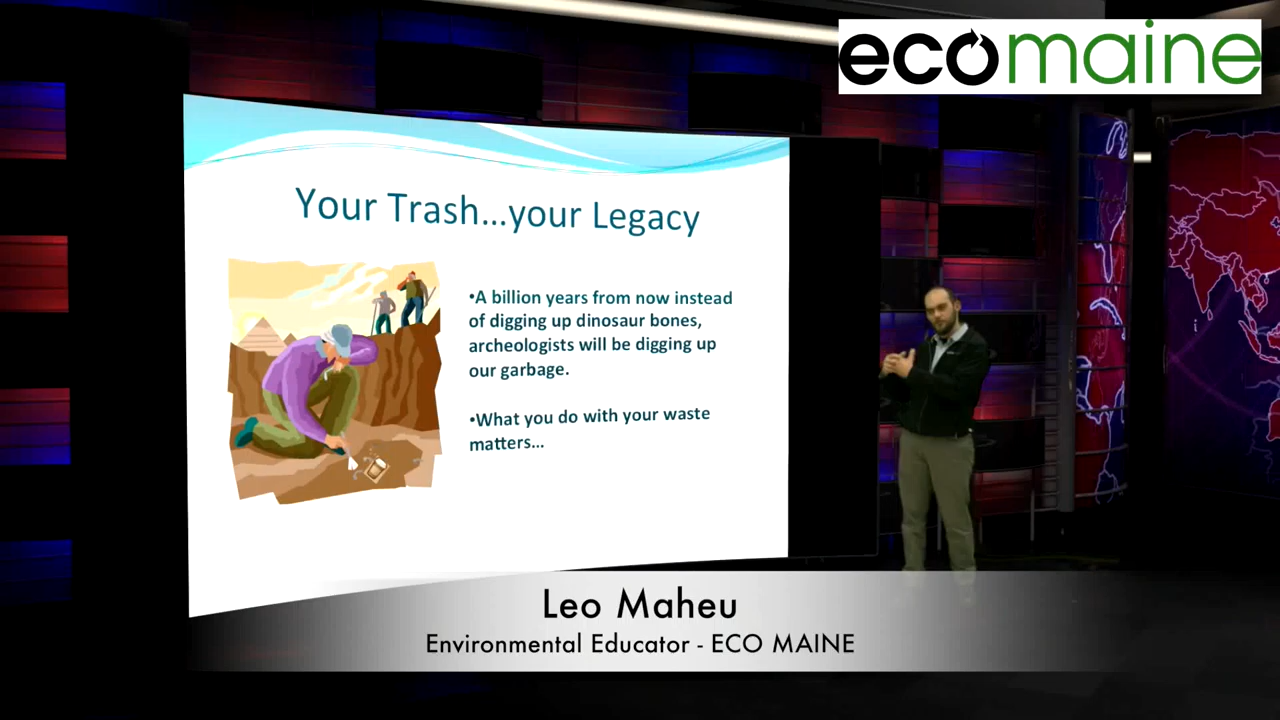 ecomaine
Your Trash...your Legacy
•A billion years from now instead
of digging up dinosaur bones,
archeologists will be digging up
our garbage.
•What you do with your waste
matters...
Leo Maheu
Environmental Educator - ECO MAINE